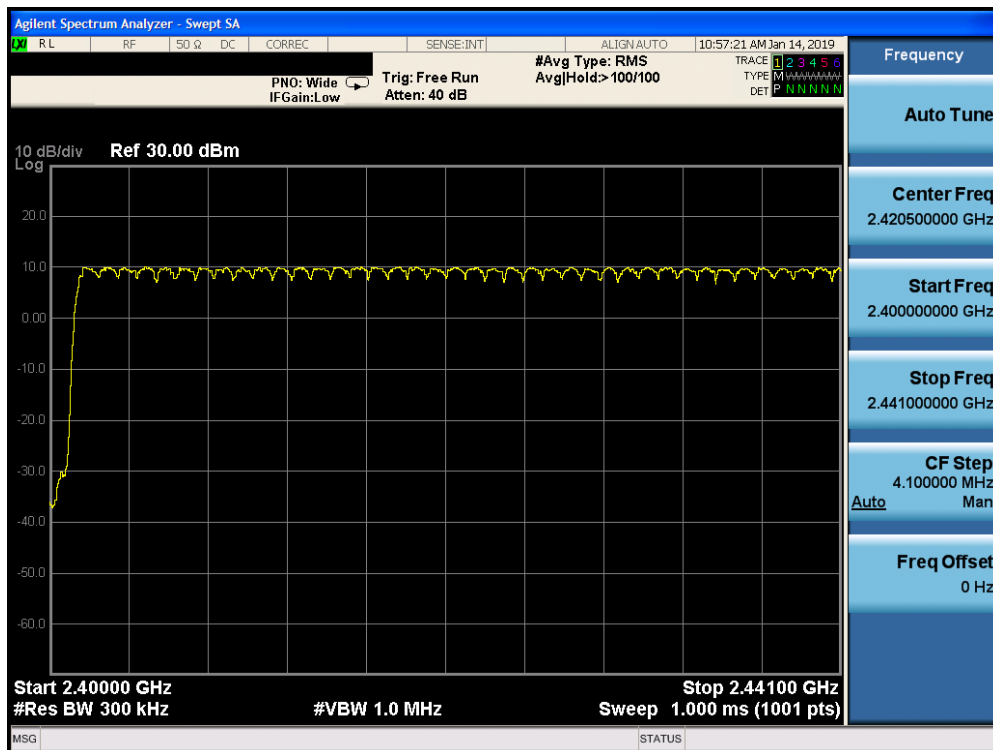 Agilent Spectrum Analyzer - Swept SA
LXI RL RF 50 Ω DC CORREC SENSE:INT ALIGN AUTO 10:57:21 AM Jan 14, 2019
PNO: Wide
IFGain:Low
Trig: Free Run
Atten: 40 dB
#Avg Type: RMS
Avg|Hold:>100/100
TRACE 1 2 3 4 5 6
TYPE M WWWWW
DET P N N N N N
10 dB/div
Log
Ref 30.00 dBm
20.0
10.0
0.00
-10.0
-20.0
-30.0
-40.0
-50.0
-60.0
Start 2.40000 GHz
Stop 2.44100 GHz
#Res BW 300 kHz
#VBW 1.0 MHz
Sweep 1.000 ms (1001 pts)
MSG
STATUS
Frequency
Auto Tune
Center Freq
2.420500000 GHz
Start Freq
2.400000000 GHz
Stop Freq
2.441000000 GHz
CF Step
4.100000 MHz
Auto Man
Freq Offset
0 Hz